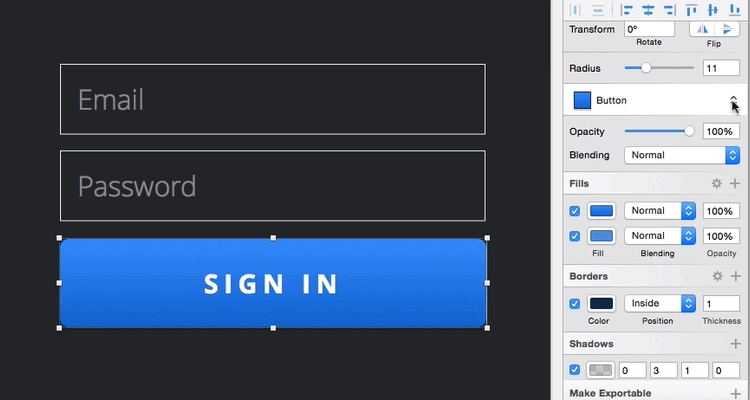 Email
Password
SIGN IN
Transform 0°
Rotate Flip
Radius 11
Button
Opacity 100%
Blending Normal
Fills
Normal 100%
Normal 100%
Fill Blending Opacity
Borders
Inside 1
Color Position Thickness
Shadows
0 3 1 0
Make Exportable